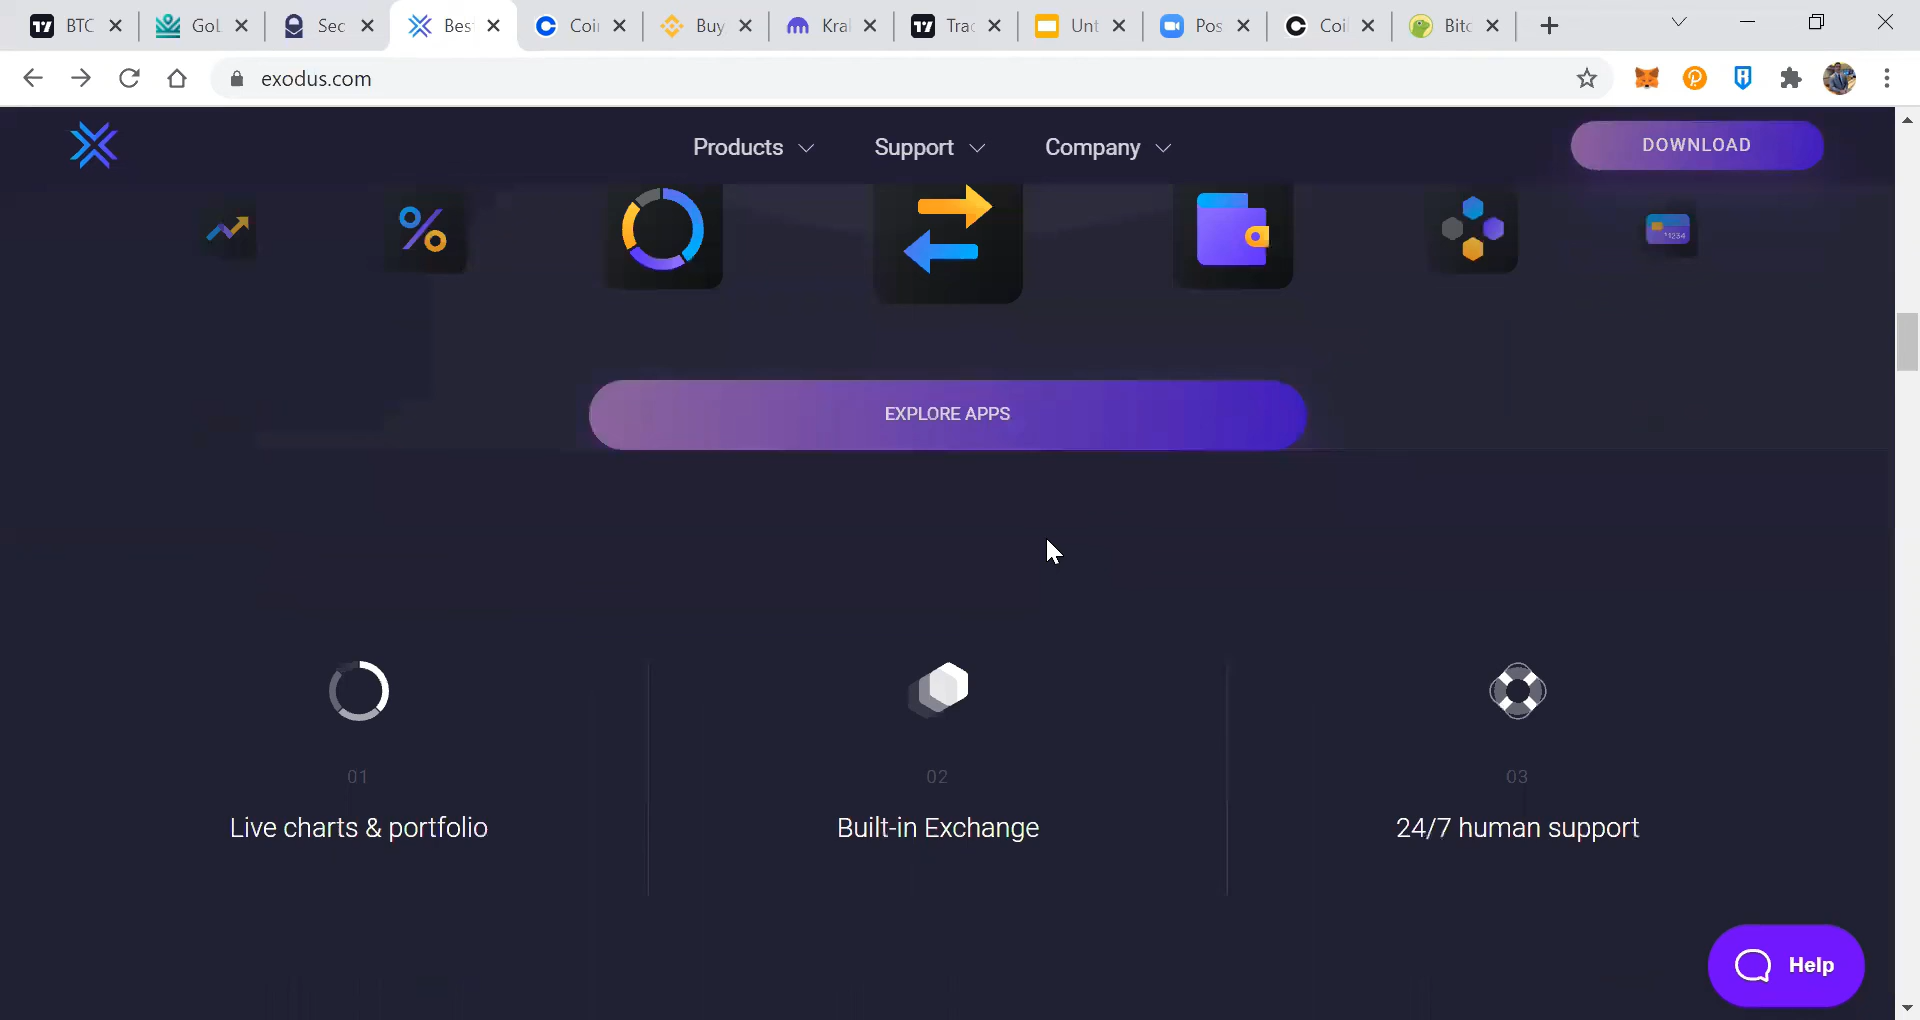 BTC
GoL
Sec
Bes
Coi
Buy
Kra
Trac
Unt
Pos
Coi
Bitc
exodus.com
Products
Support
Company
DOWNLOAD
*1234
EXPLORE APPS
01
02
03
Live charts & portfolio
Built-in Exchange
24/7 human support
Help